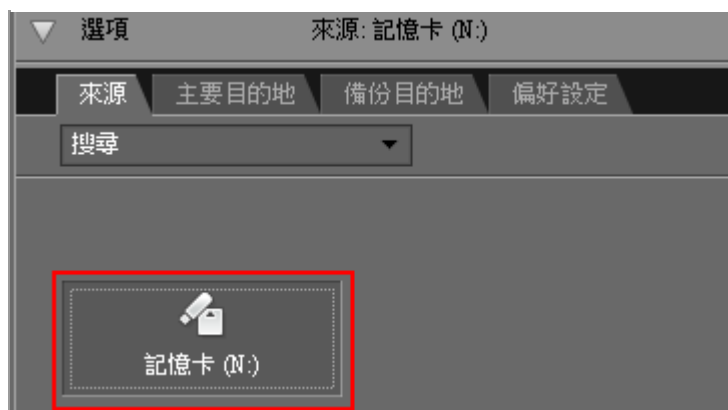 選項 來源: 記憶卡 (N:)
來源 主要目的地 備份目的地 偏好設定
搜尋
記憶卡 (N:)